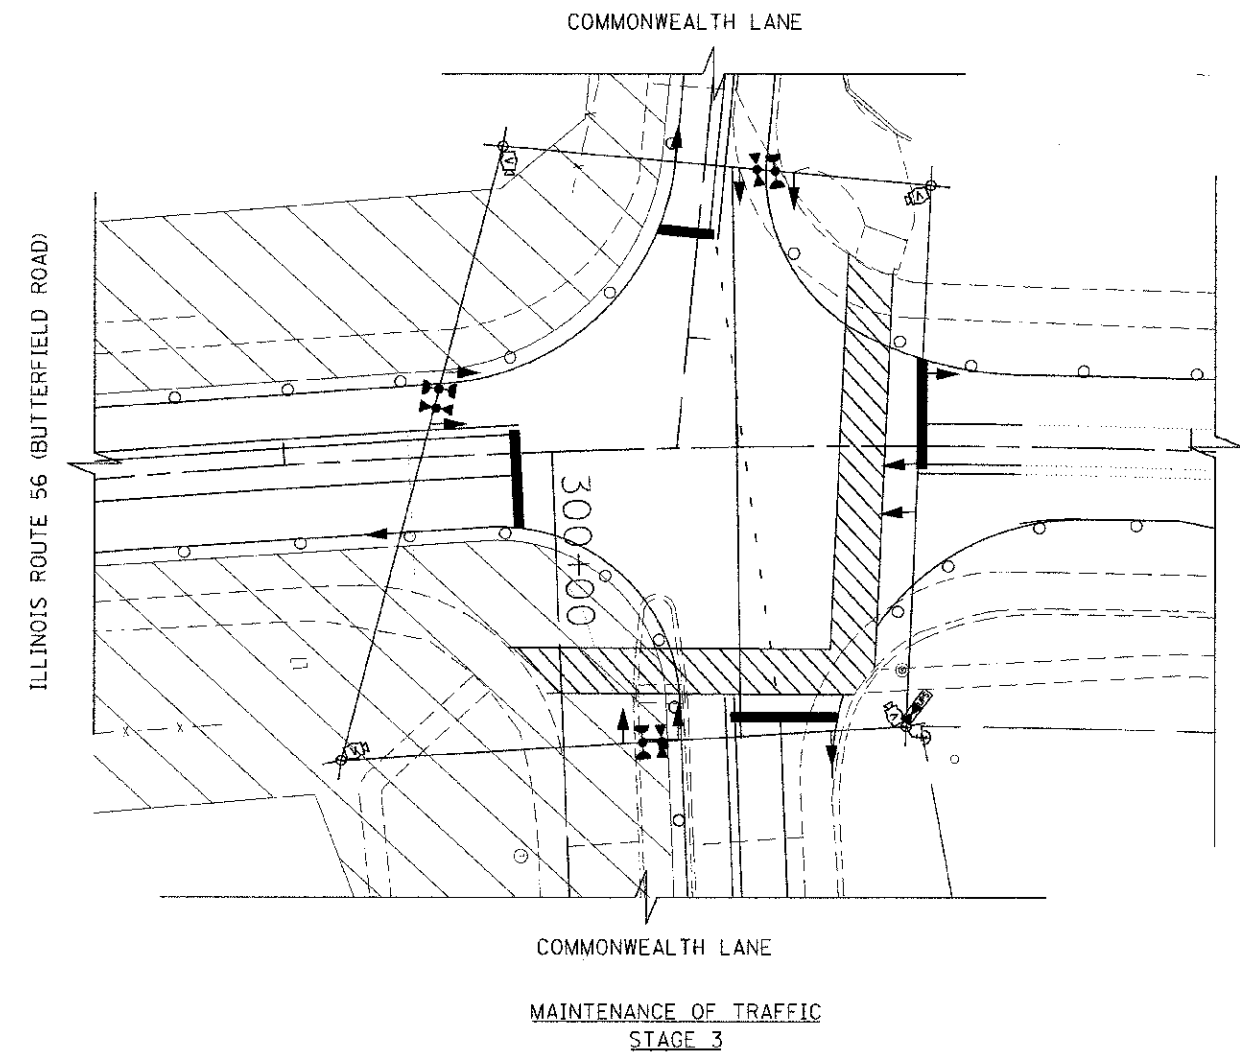 COMMONWEALTH LANE
ILLINOIS ROUTE 56 (BUTTERFIELD ROAD)
300+00
COMMONWEALTH LANE
MAINTENANCE OF TRAFFIC
STAGE 3